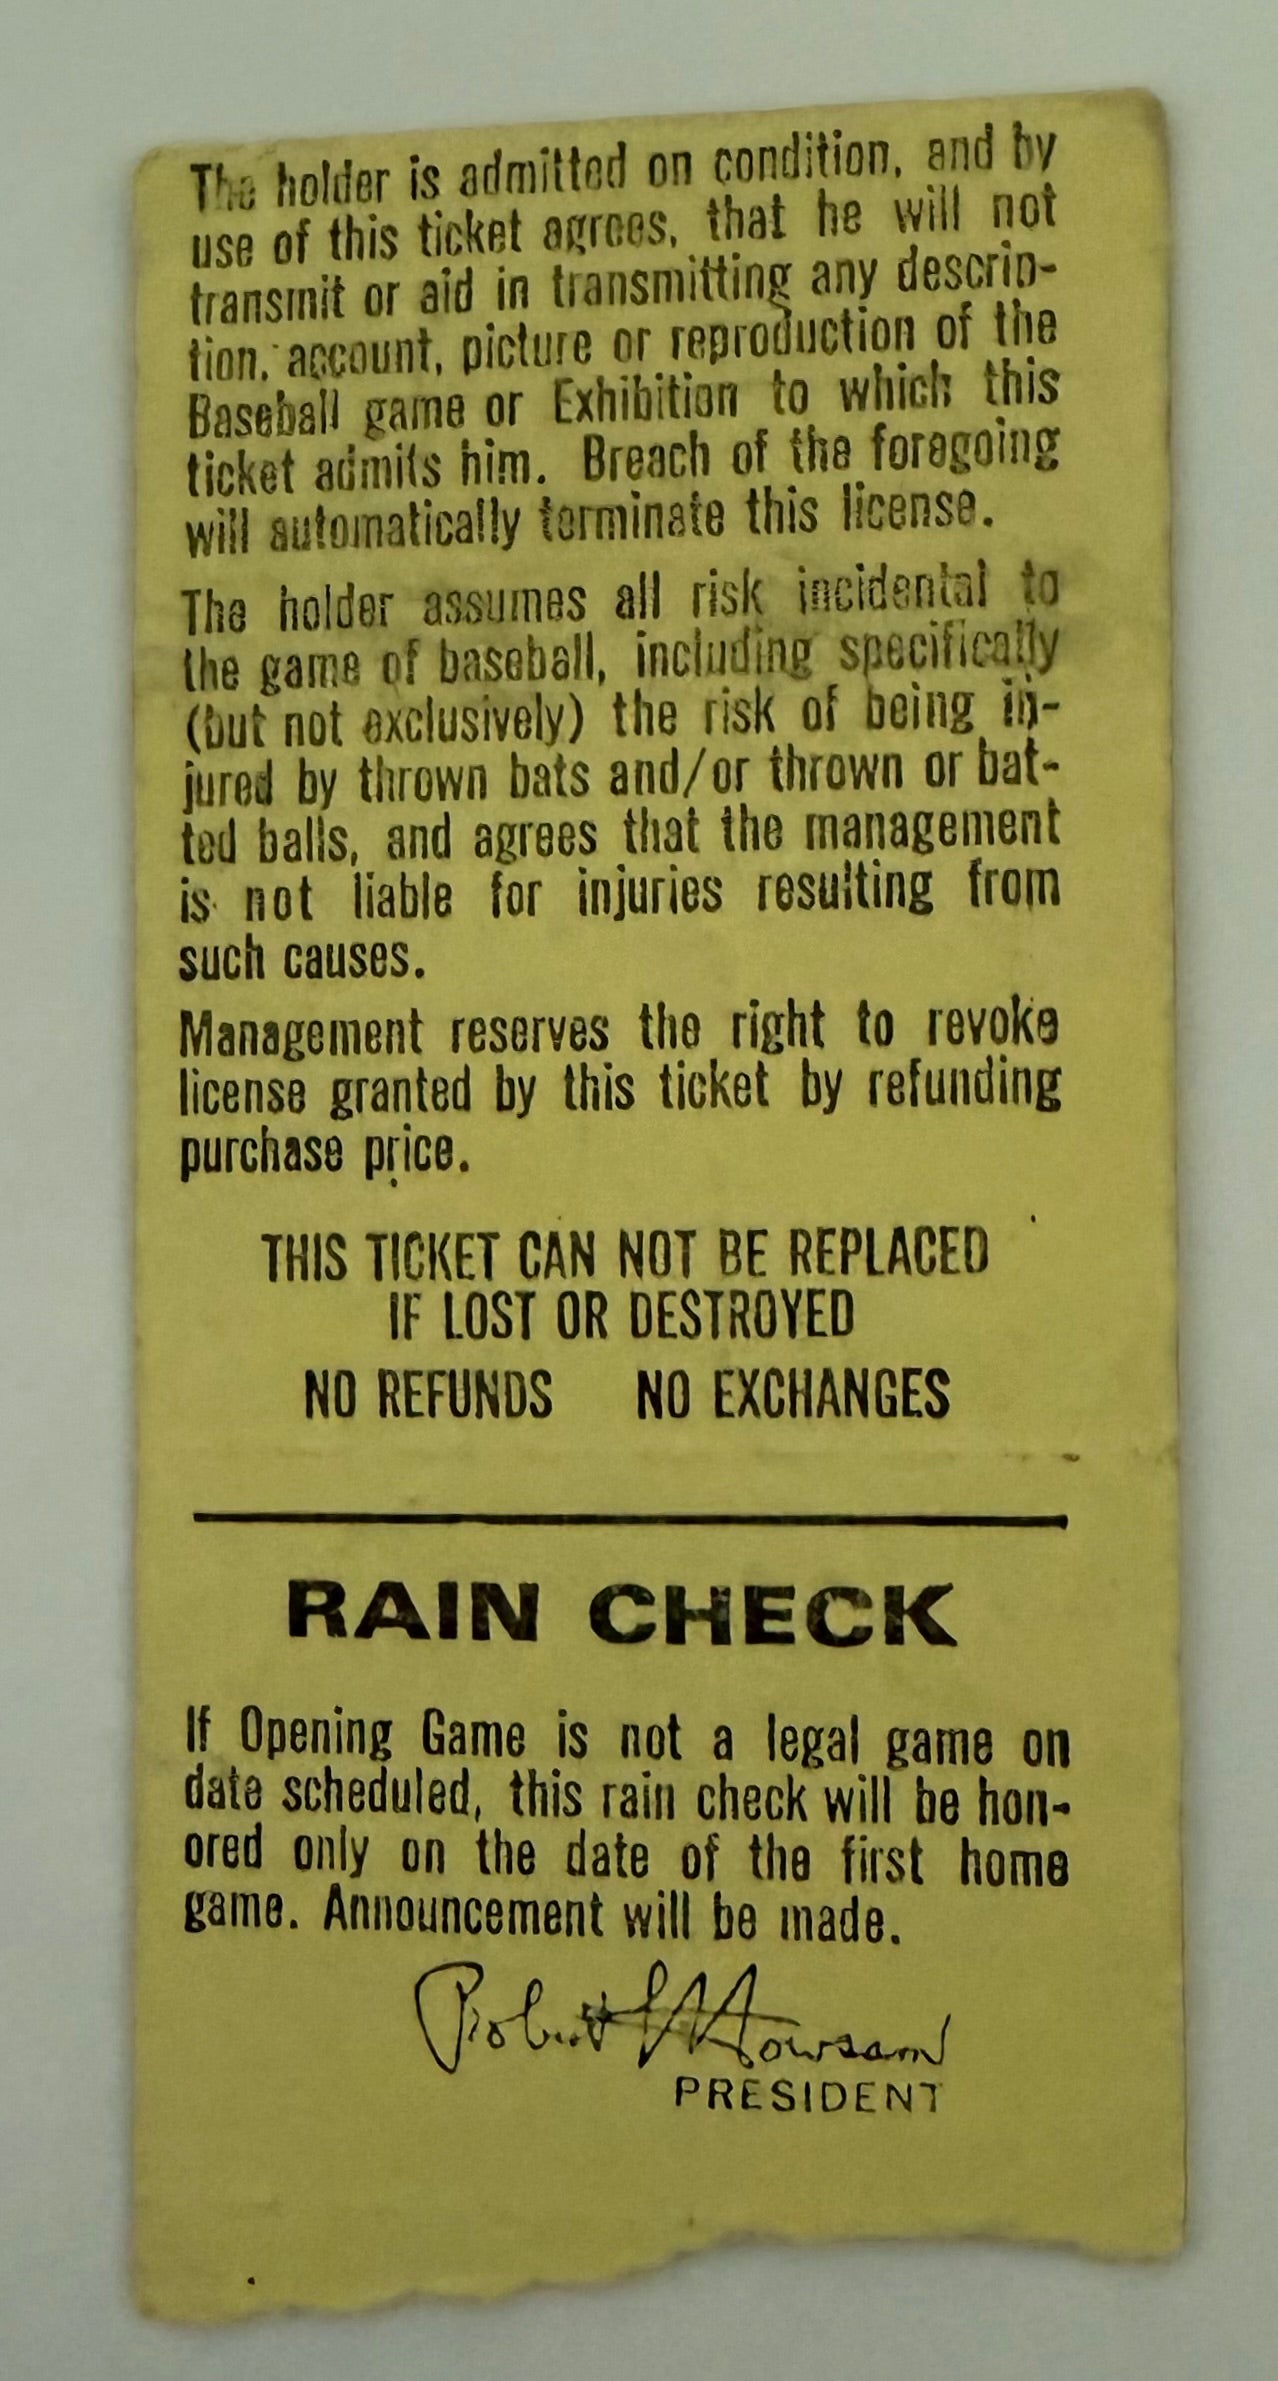 The holder is admitted on condition, and by
use of this ticket agrees, that he will not
transmit or aid in transmitting any descrip-
tion, account, picture or reproduction of the
Baseball game or Exhibition to which this
ticket admits him. Breach of the foregoing
will automatically terminate this license.
The holder assumes all risk incidental to
the game of baseball, including specifically
(but not exclusively) the risk of being in-
jured by thrown bats and/or thrown or bat-
ted balls, and agrees that the management
is not liable for injuries resulting from
such causes.
Management reserves the right to revoke
license granted by this ticket by refunding
purchase price.
THIS TICKET CAN NOT BE REPLACED
IF LOST OR DESTROYED
NO REFUNDS NO EXCHANGES
RAIN CHECK
If Opening Game is not a legal game on
date scheduled, this rain check will be hon-
ored only on the date of the first home
game. Announcement will be made.
Robert L Howsam
PRESIDENT